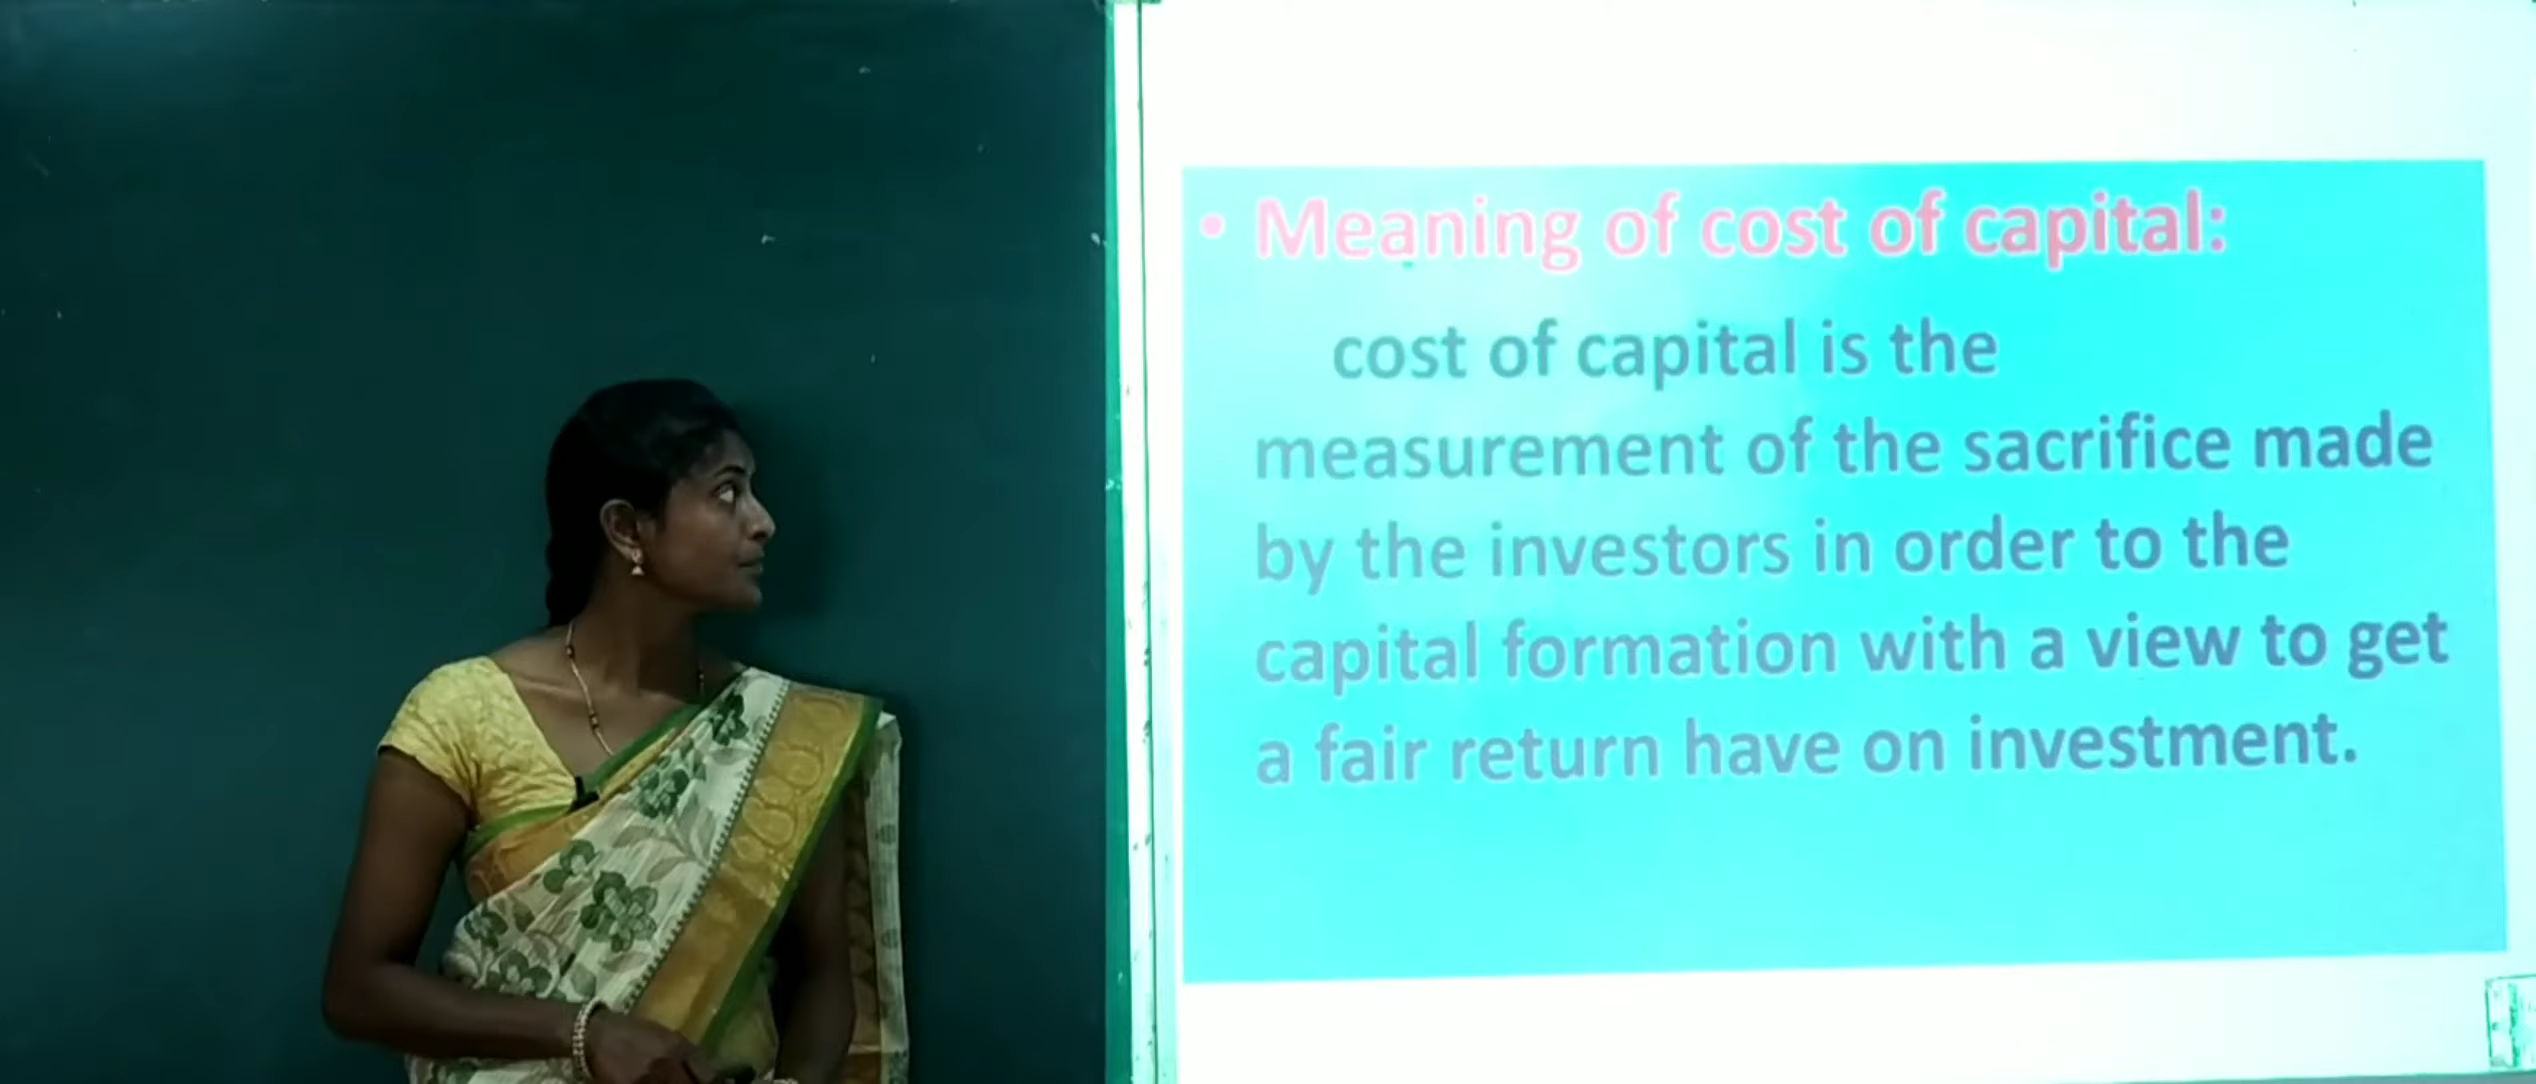 • Meaning of cost of capital:
cost of capital is the
measurement of the sacrifice made
by the investors in order to the
capital formation with a view to get
a fair return have on investment.